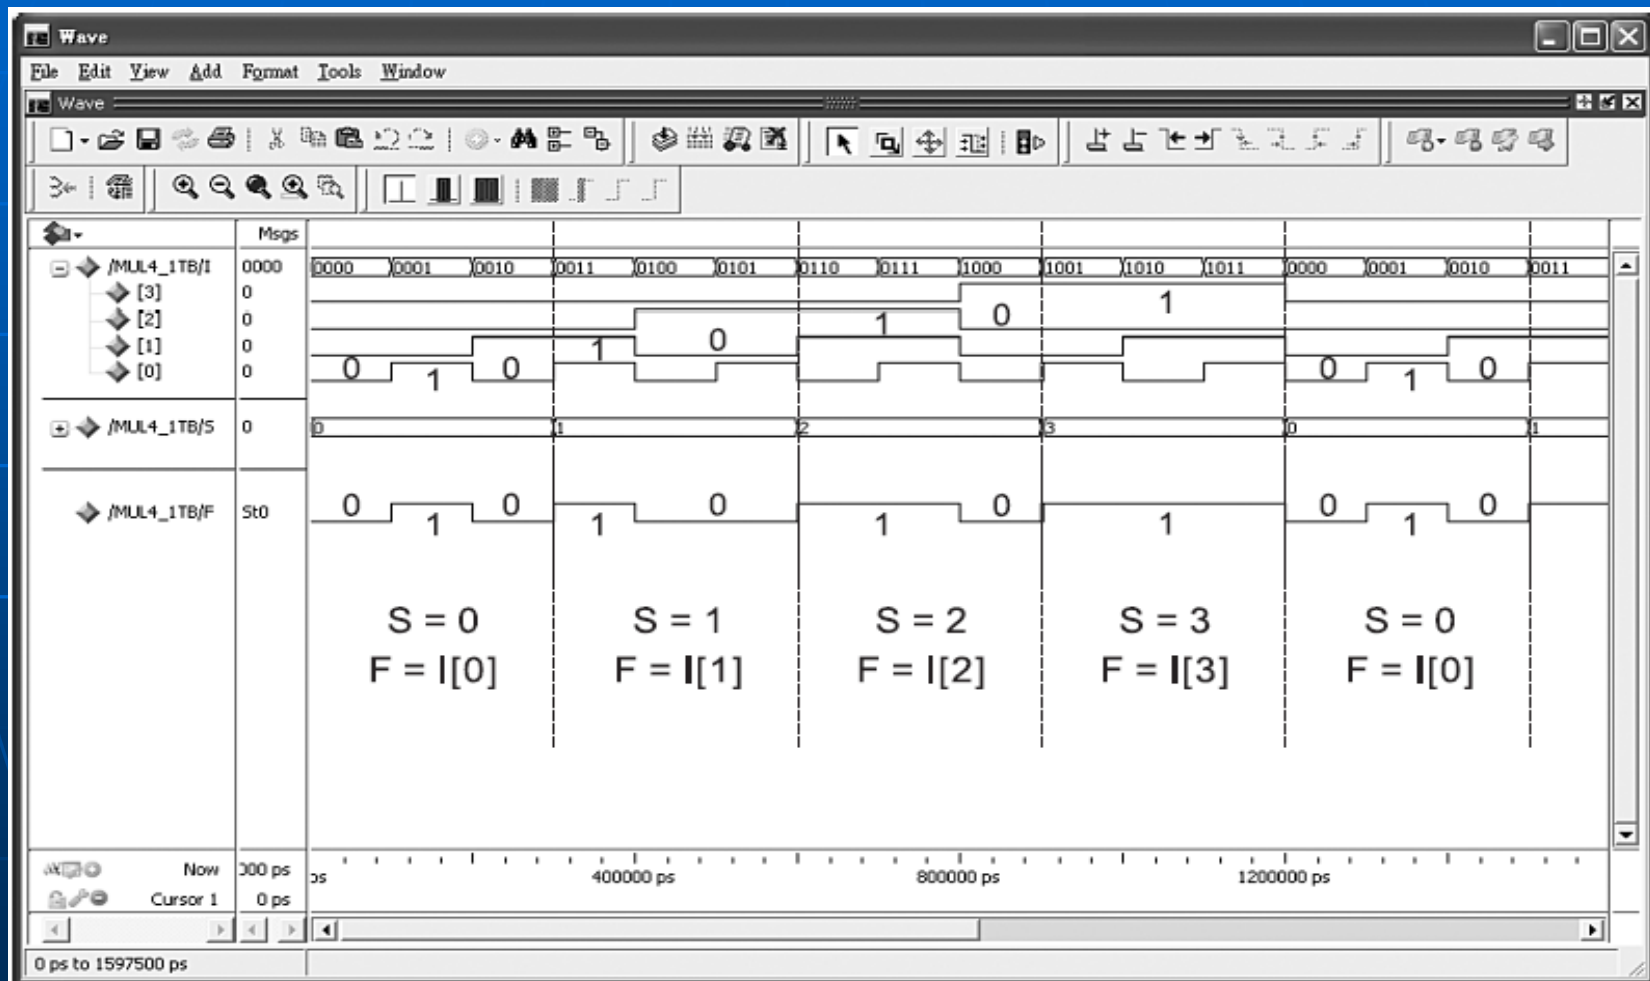 Wave
File Edit View Add Format Tools Window
Wave
Msgs
/MUL4_1TB/I 0000 0000 0001 0010 0011 0100 0101 0110 0111 1000 1001 1010 1011 0000 0001 0010 0011
[3] 0 1
[2] 0 1 0
[1] 0 1 0
[0] 0 0 1 0 0 1 0
/MUL4_1TB/S 0 0 1 2 3 0 1
/MUL4_1TB/F St0 0 1 0 1 0 1 0 1 0 1 0
S = 0 S = 1 S = 2 S = 3 S = 0
F = I[0] F = I[1] F = I[2] F = I[3] F = I[0]
Now 000 ps ps 400000 ps 800000 ps 1200000 ps
Cursor 1 0 ps
0 ps to 1597500 ps